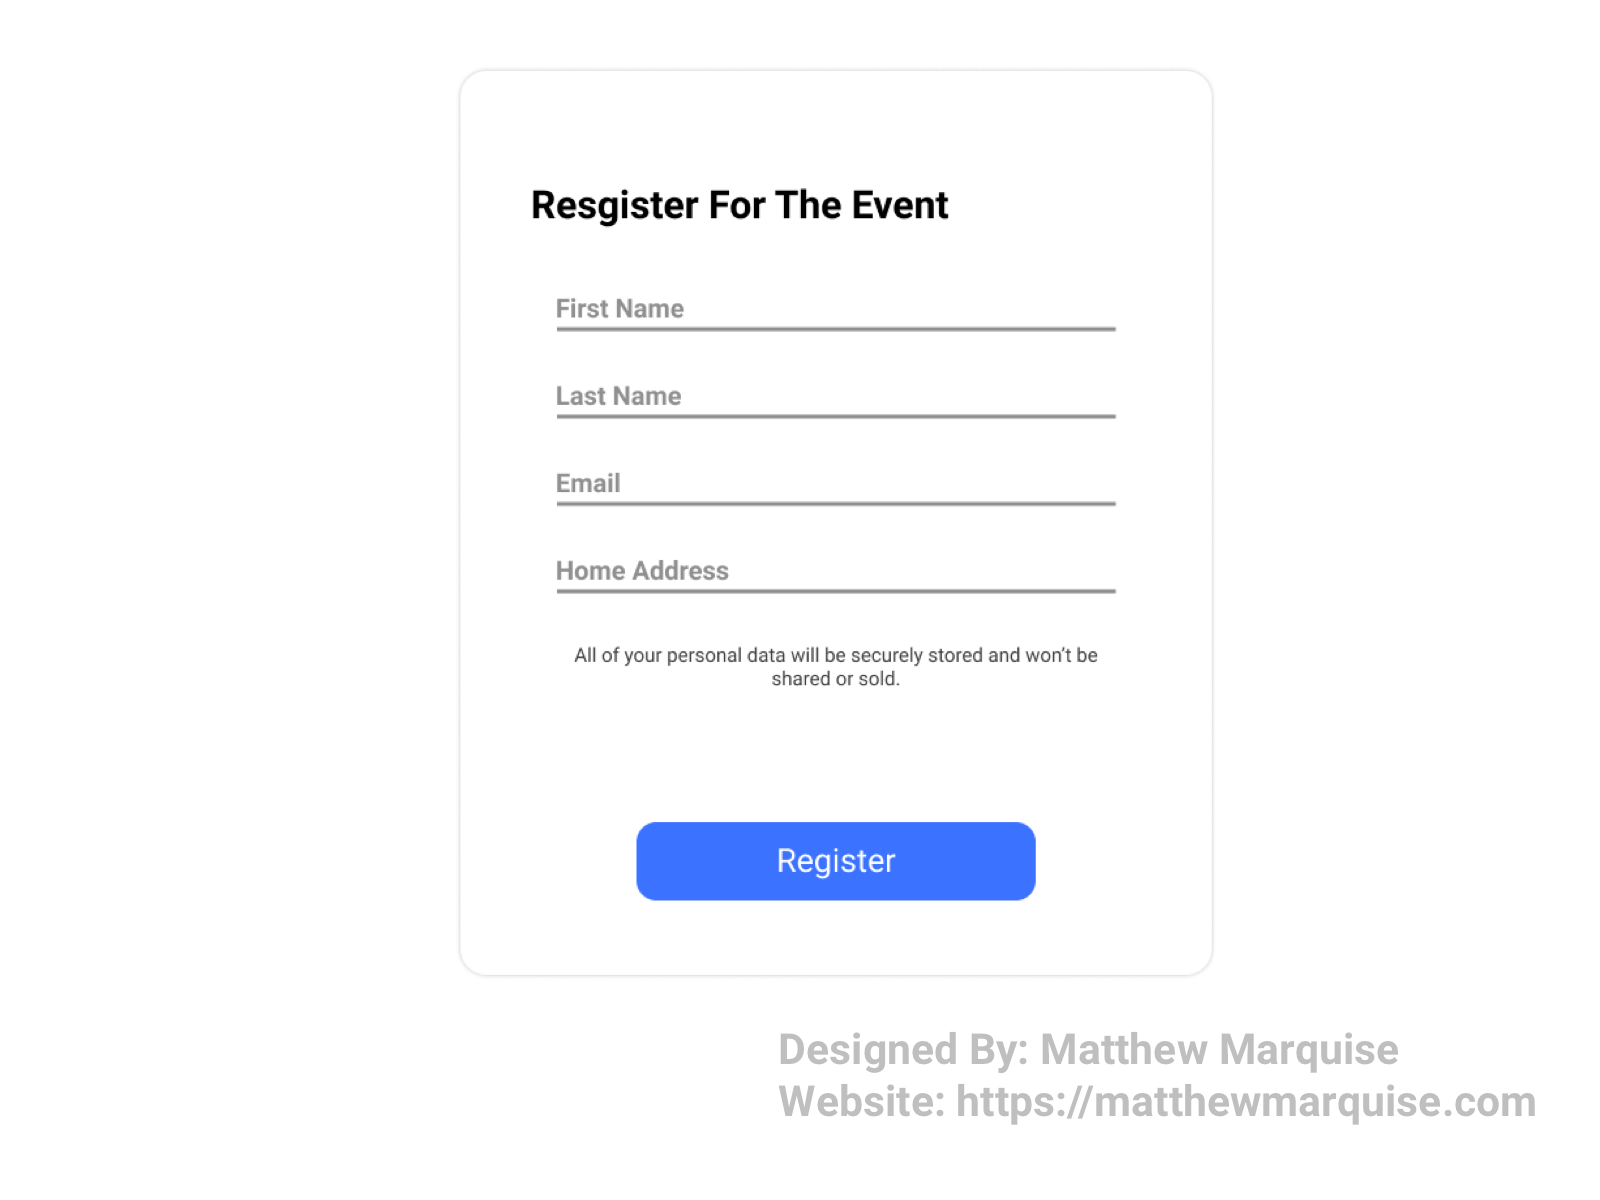 Resgister For The Event
First Name
Last Name
Email
Home Address
All of your personal data will be securely stored and won’t be
shared or sold.
Register
Designed By: Matthew Marquise
Website: https://matthewmarquise.com